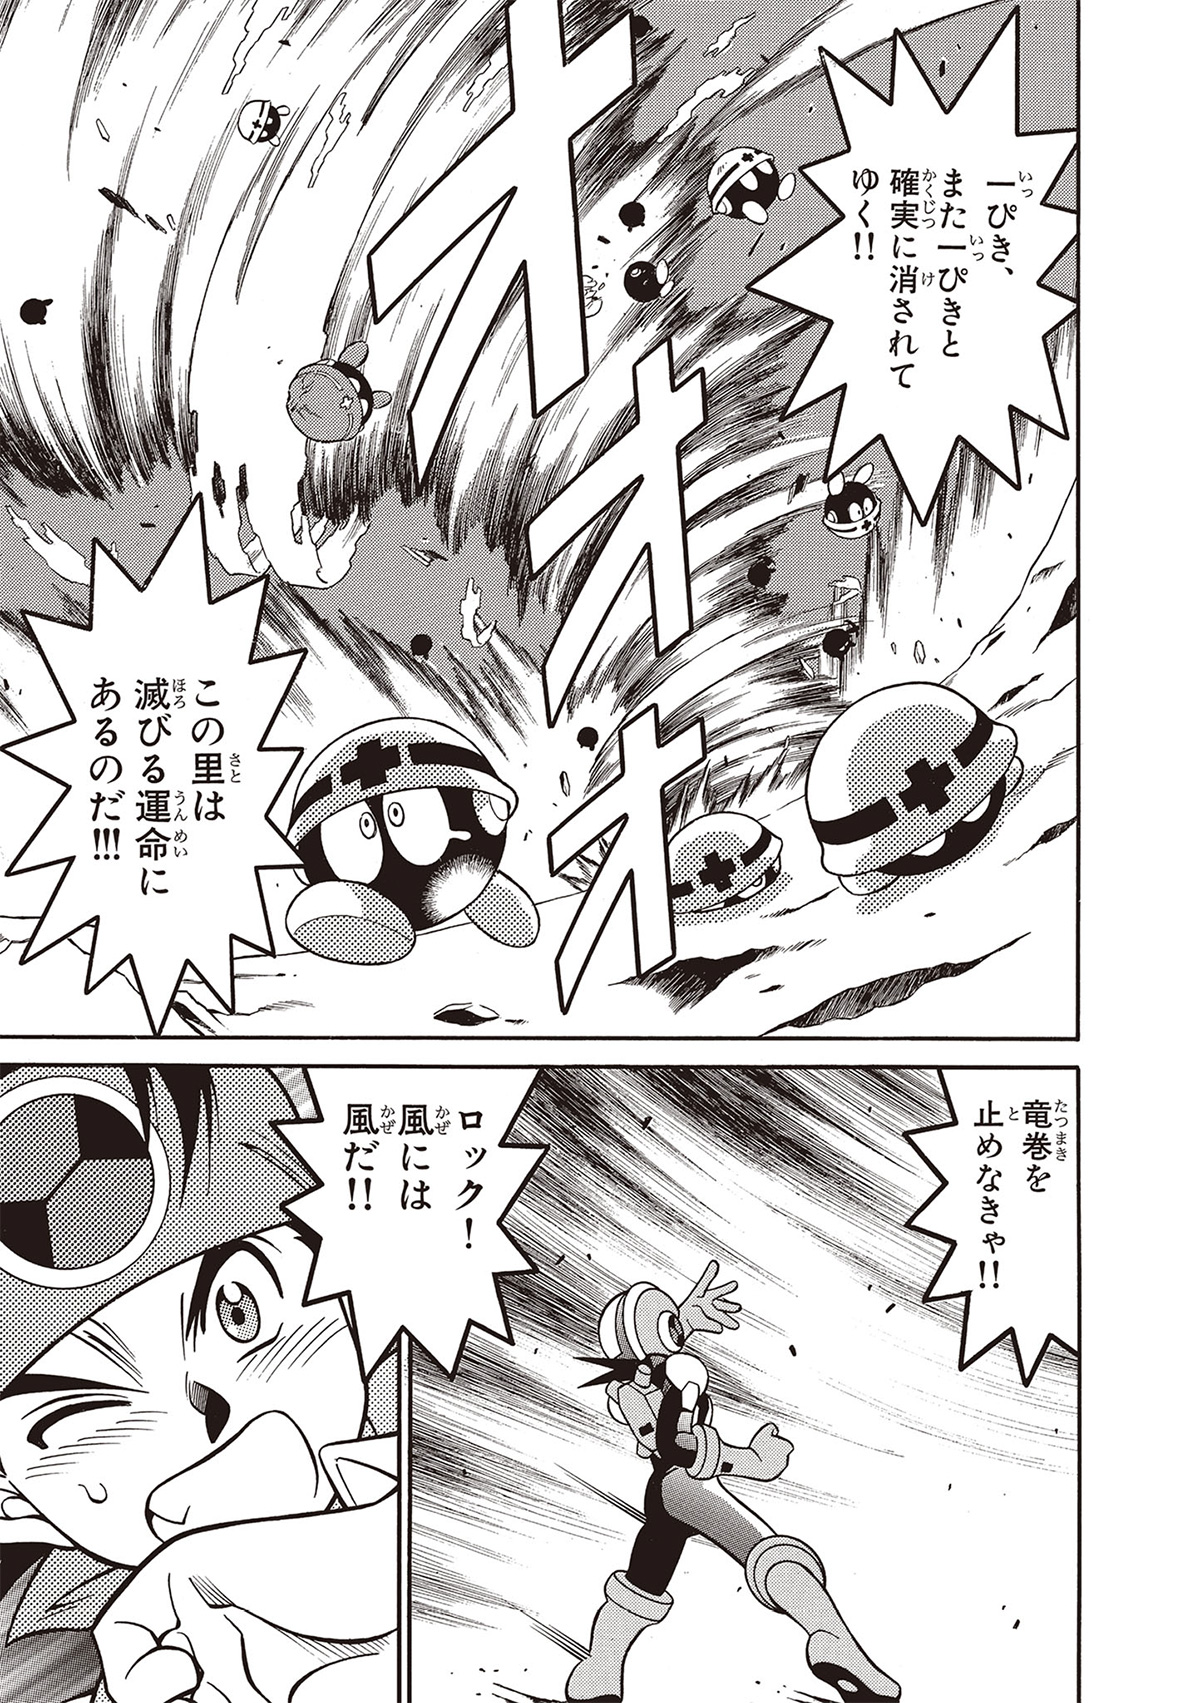 一ぴき、
また一ぴきと
確実に消されて
ゆく!!
オオオオ
この里は
滅びる運命に
あるのだ!!!
竜巻を
止めなきゃ!!
ロック!
風には
風だ!!